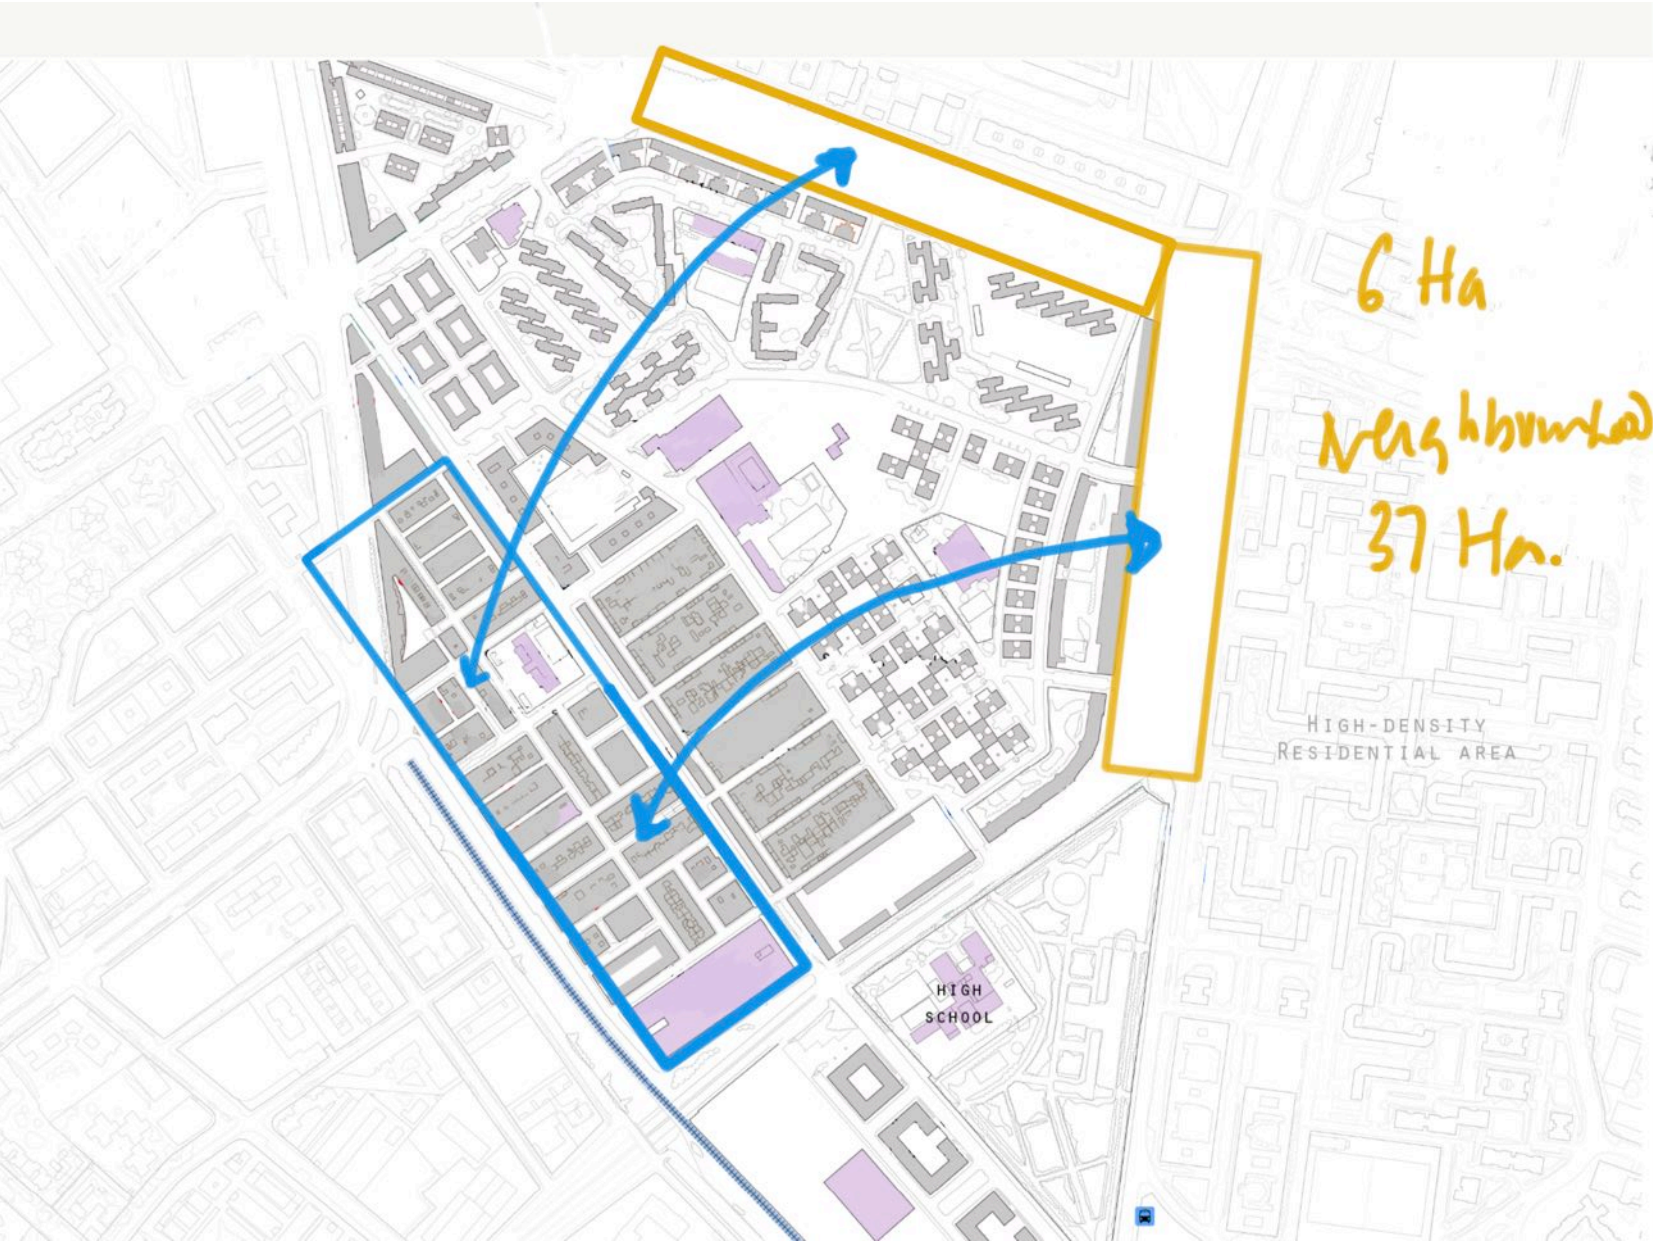 6 Ha
Neighbourhood
37 Ha.
HIGH-DENSITY
RESIDENTIAL AREA
HIGH
SCHOOL